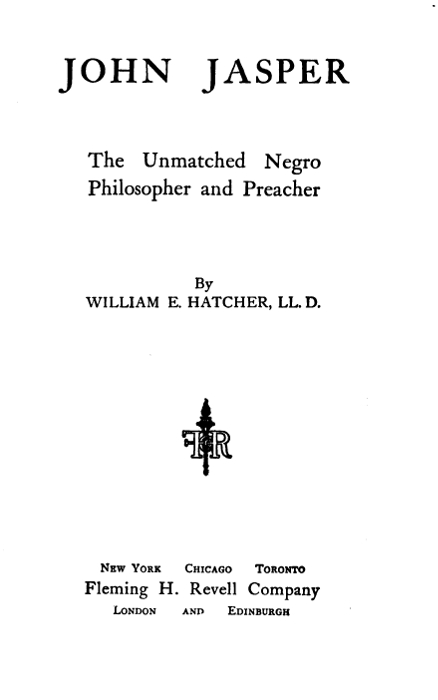 JOHN JASPER
The Unmatched Negro
Philosopher and Preacher
By
WILLIAM E. HATCHER, LL. D.
FHR
NEW YORK CHICAGO TORONTO
Fleming H. Revell Company
LONDON AND EDINBURGH